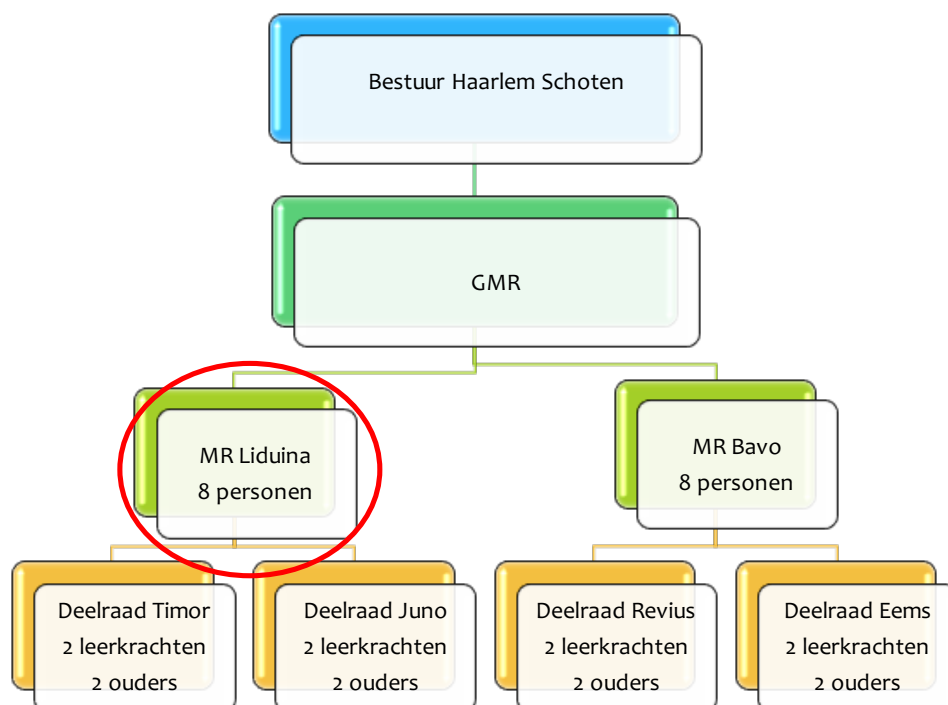 Bestuur Haarlem Schoten
GMR
MR Liduina
8 personen
MR Bavo
8 personen
Deelraad Timor
2 leerkrachten
2 ouders
Deelraad Juno
2 leerkrachten
2 ouders
Deelraad Revius
2 leerkrachten
2 ouders
Deelraad Eems
2 leerkrachten
2 ouders